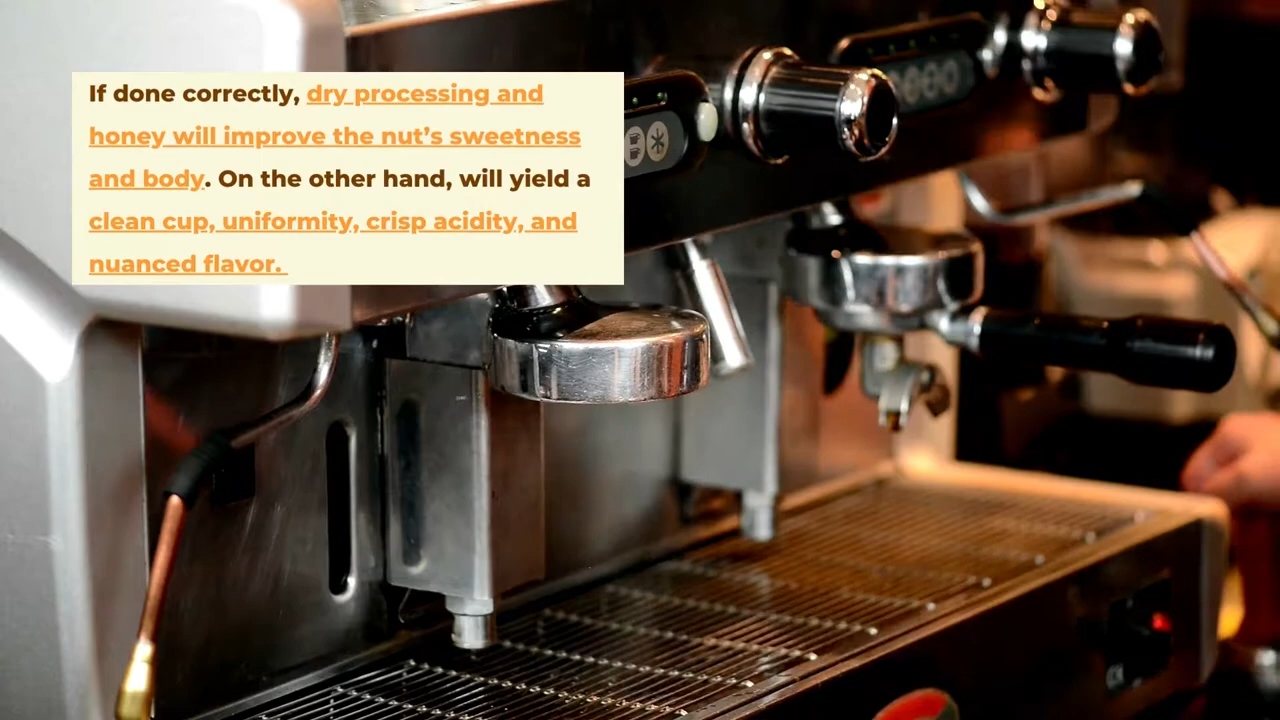 If done correctly, dry processing and
honey will improve the nut’s sweetness
and body. On the other hand, will yield a
clean cup, uniformity, crisp acidity, and
nuanced flavor.